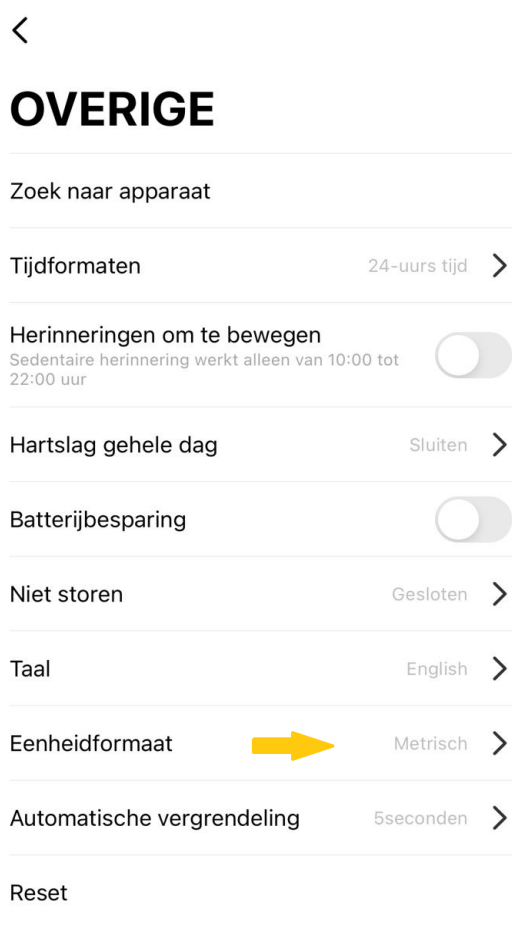 OVERIGE
Zoek naar apparaat
Tijdformaten 24-uurs tijd
Herinneringen om te bewegen
Sedentaire herinnering werkt alleen van 10:00 tot
22:00 uur
Hartslag gehele dag Sluiten
Batterijbesparing
Niet storen Gesloten
Taal English
Eenheidformaat Metrisch
Automatische vergrendeling 5seconden
Reset